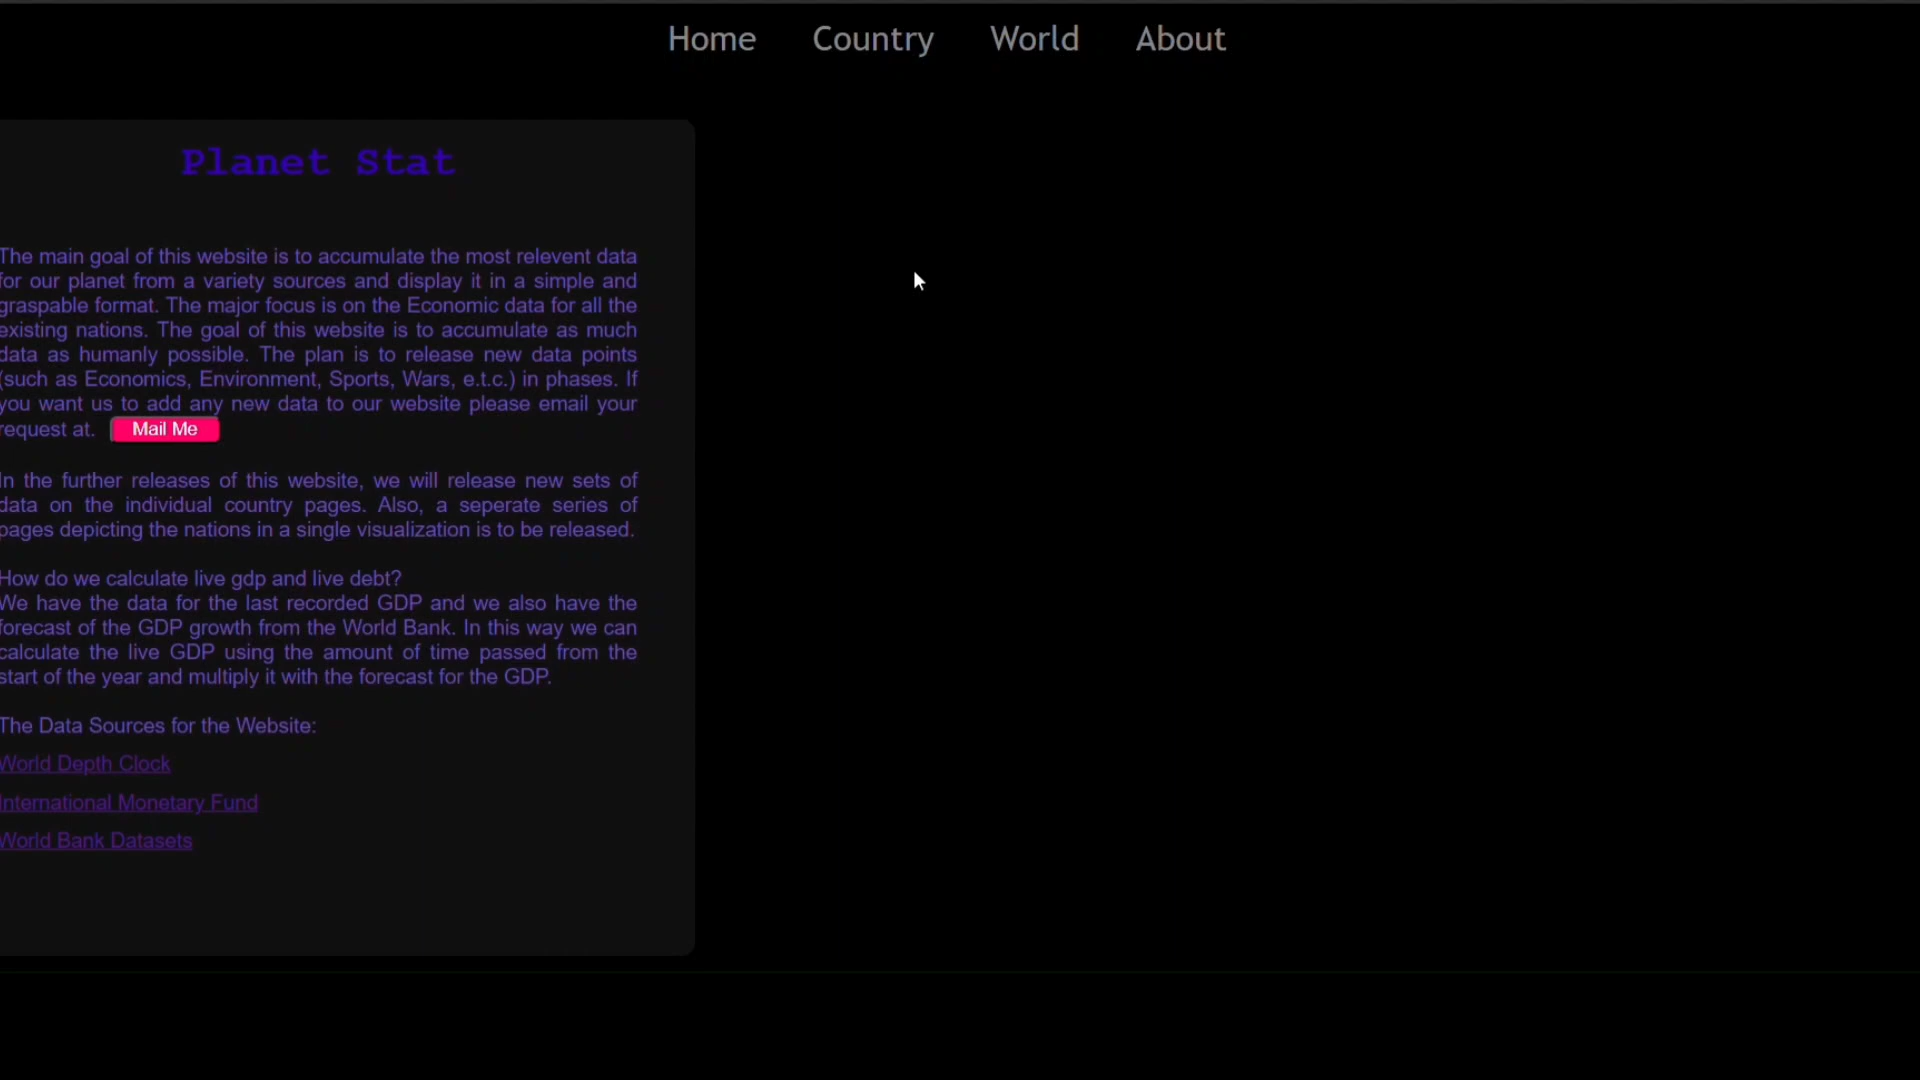 Home Country World About
Planet Stat
The main goal of this website is to accumulate the most relevent data
for our planet from a variety sources and display it in a simple and
graspable format. The major focus is on the Economic data for all the
existing nations. The goal of this website is to accumulate as much
data as humanly possible. The plan is to release new data points
(such as Economics, Environment, Sports, Wars, e.t.c.) in phases. If
you want us to add any new data to our website please email your
request at. Mail Me
In the further releases of this website, we will release new sets of
data on the individual country pages. Also, a seperate series of
pages depicting the nations in a single visualization is to be released.
How do we calculate live gdp and live debt?
We have the data for the last recorded GDP and we also have the
forecast of the GDP growth from the World Bank. In this way we can
calculate the live GDP using the amount of time passed from the
start of the year and multiply it with the forecast for the GDP.
The Data Sources for the Website:
World Depth Clock
International Monetary Fund
World Bank Datasets